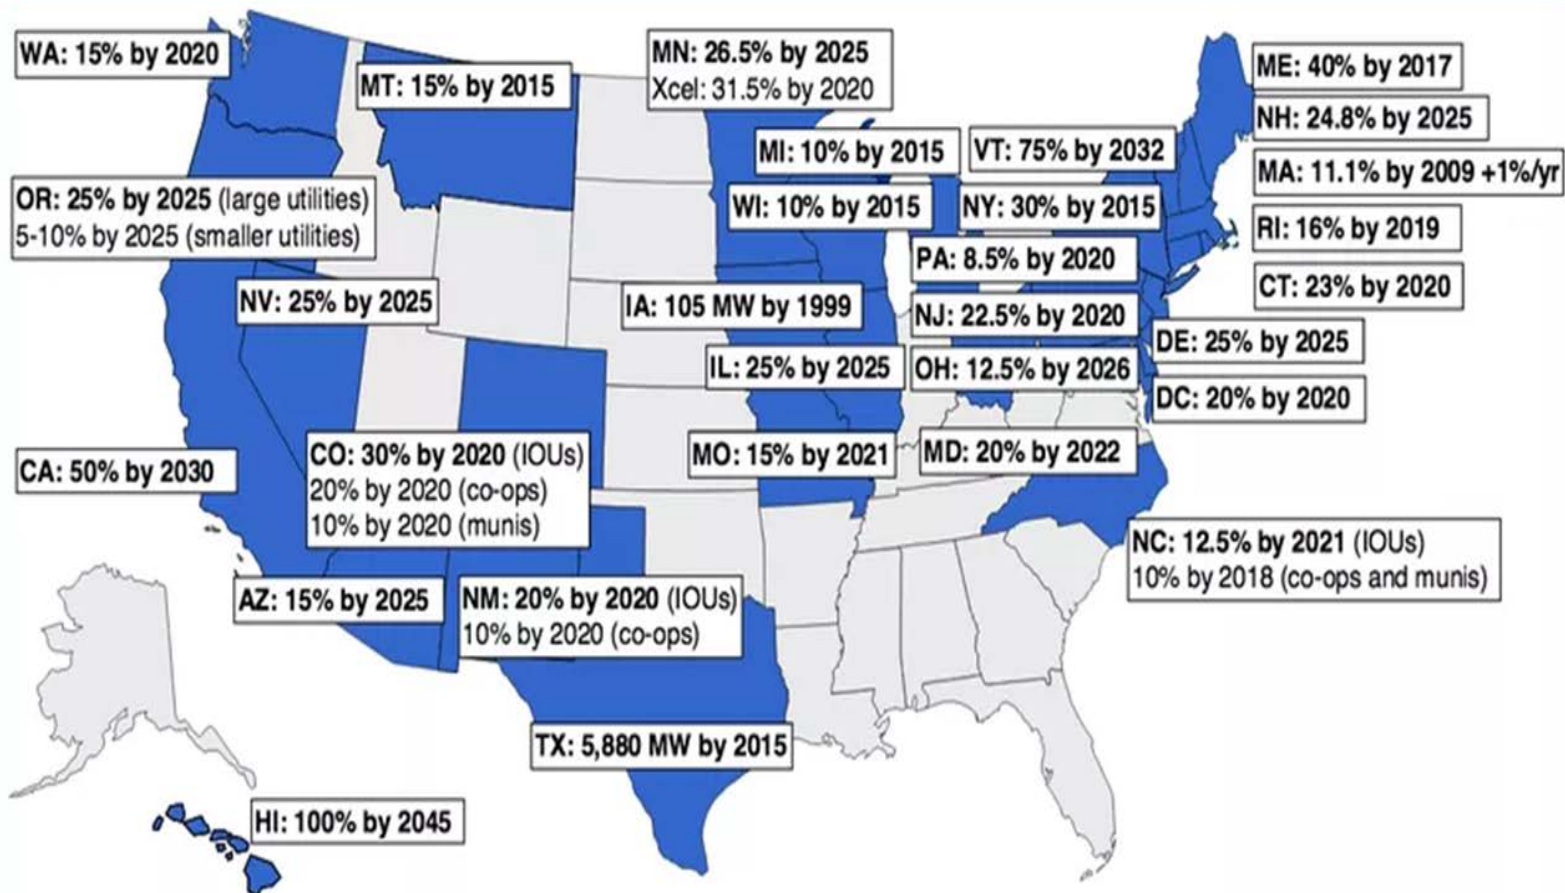 WA: 15% by 2020
MT: 15% by 2015
MN: 26.5% by 2025
Xcel: 31.5% by 2020
ME: 40% by 2017
NH: 24.8% by 2025
MI: 10% by 2015
VT: 75% by 2032
MA: 11.1% by 2009 +1%/yr
OR: 25% by 2025 (large utilities)
5-10% by 2025 (smaller utilities)
WI: 10% by 2015
NY: 30% by 2015
RI: 16% by 2019
PA: 8.5% by 2020
CT: 23% by 2020
NV: 25% by 2025
IA: 105 MW by 1999
NJ: 22.5% by 2020
DE: 25% by 2025
IL: 25% by 2025
OH: 12.5% by 2026
DC: 20% by 2020
CA: 50% by 2030
CO: 30% by 2020 (IOUs)
20% by 2020 (co-ops)
10% by 2020 (munis)
MO: 15% by 2021
MD: 20% by 2022
NC: 12.5% by 2021 (IOUs)
10% by 2018 (co-ops and munis)
AZ: 15% by 2025
NM: 20% by 2020 (IOUs)
10% by 2020 (co-ops)
TX: 5,880 MW by 2015
HI: 100% by 2045